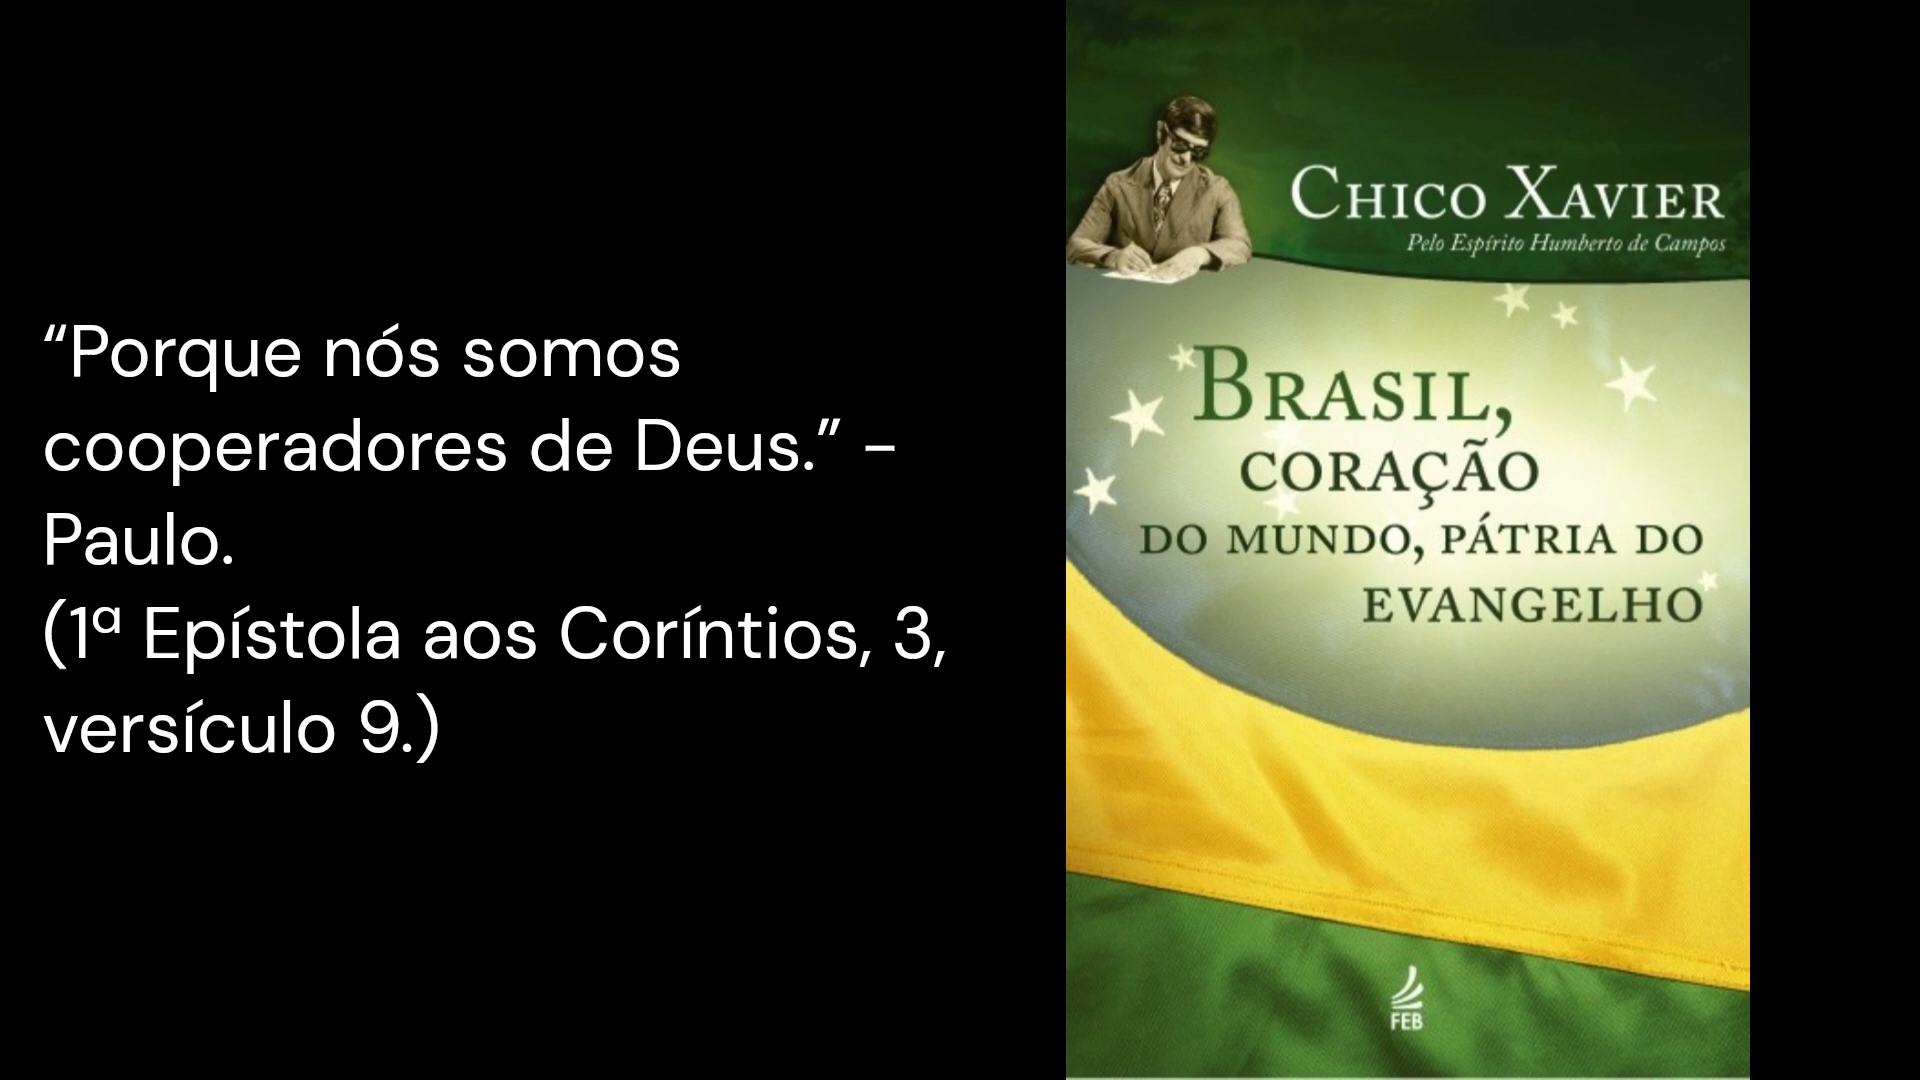 “Porque nós somos
cooperadores de Deus.” –
Paulo.
(1ª Epístola aos Coríntios, 3,
versículo 9.)
CHICO XAVIER
Pelo Espírito Humberto de Campos
BRASIL,
CORAÇÃO
DO MUNDO, PÁTRIA DO
EVANGELHO
FEB